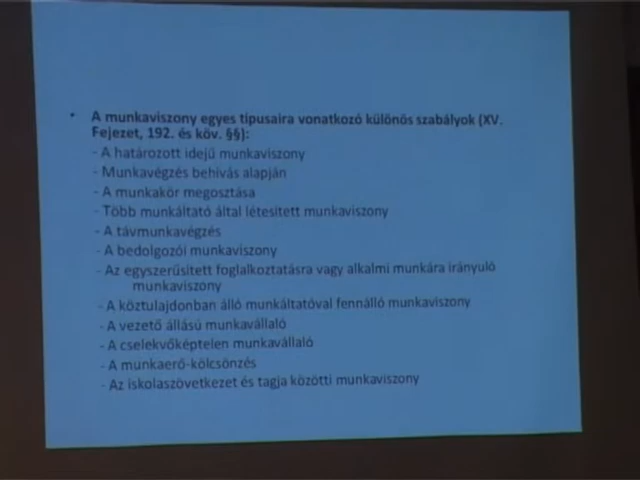 • A munkaviszony egyes típusaira vonatkozó különös szabályok (XV.
Fejezet, 192. és köv. §§):
- A határozott idejű munkaviszony
- Munkavégzés behívás alapján
- A munkakör megosztása
- Több munkáltató által létesített munkaviszony
- A távmunkavégzés
- A bedolgozói munkaviszony
- Az egyszerűsített foglalkoztatásra vagy alkalmi munkára irányuló
munkaviszony
- A köztulajdonban álló munkáltatóval fennálló munkaviszony
- A vezető állású munkavállaló
- A cselekvőképtelen munkavállaló
- A munkaerő-kölcsönzés
- Az iskolaszövetkezet és tagja közötti munkaviszony